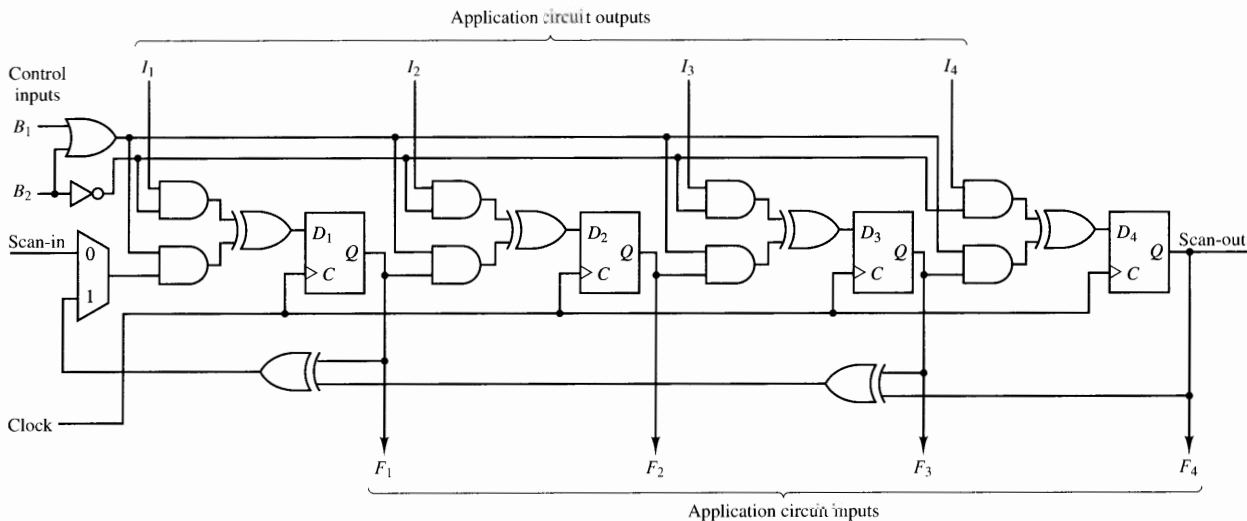 Application circuit outputs
I1 I2 I3 I4
Control
inputs
B1
B2
Scan-in
0
1
D1 Q C
D2 Q C
D3 Q C
D4 Q C
Scan-out
Clock
F1 F2 F3 F4
Application circuit inputs